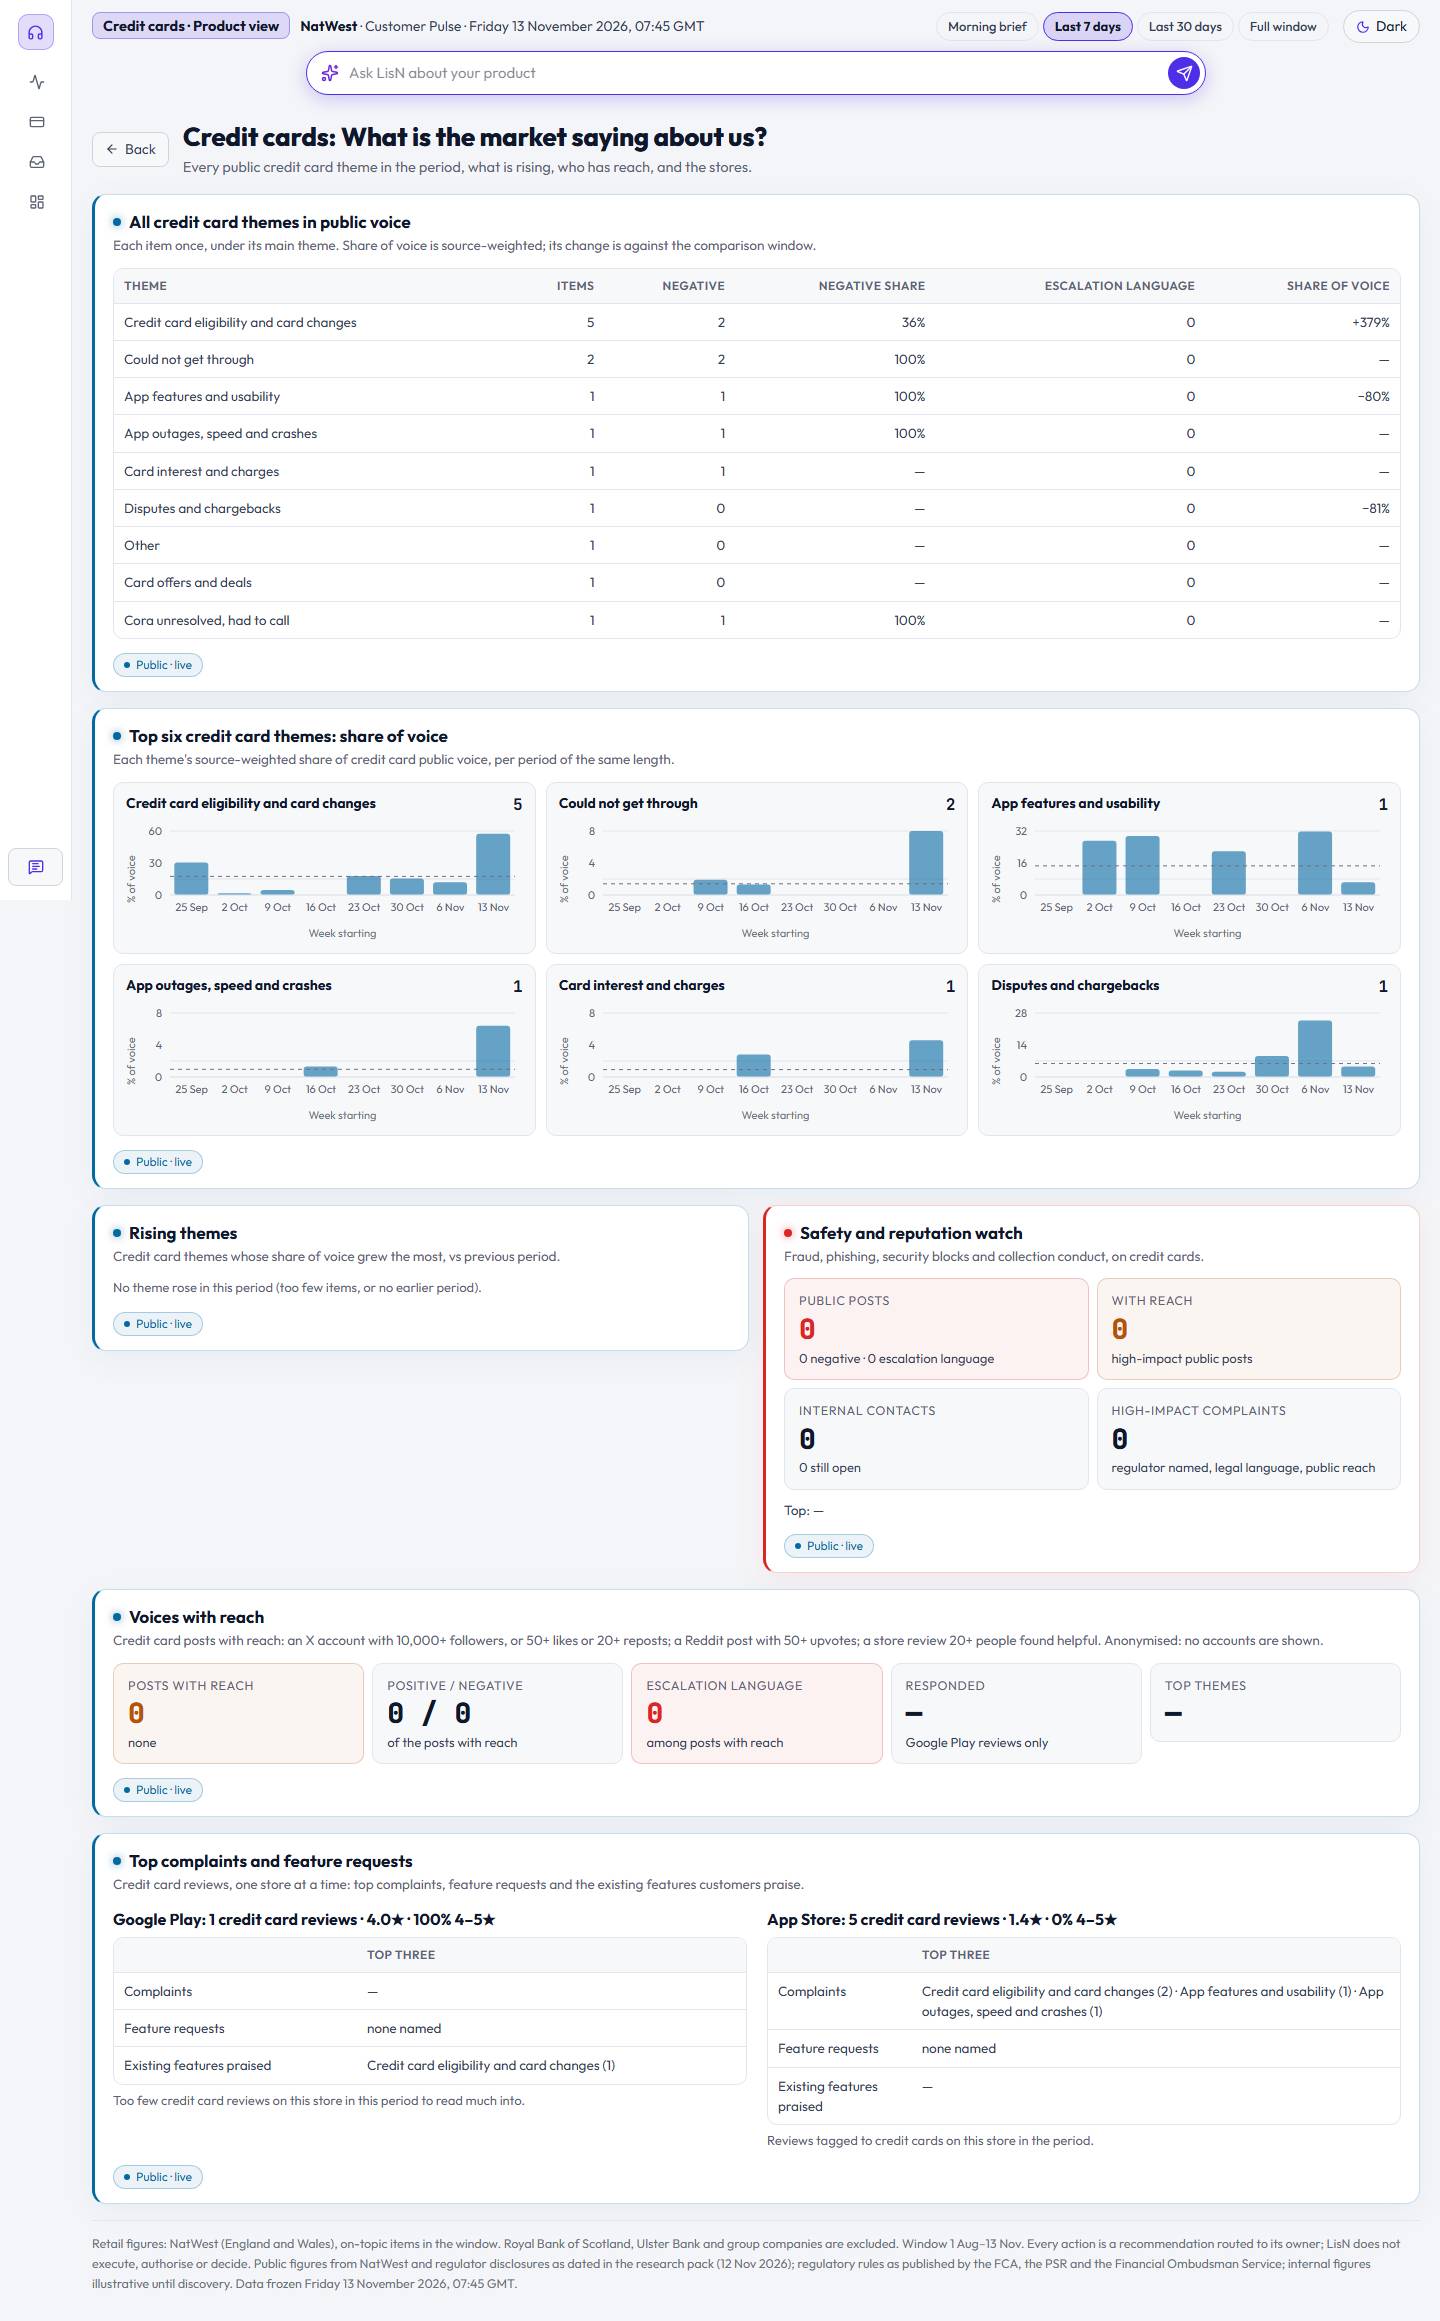 Credit cards · Product view
NatWest · Customer Pulse · Friday 13 November 2026, 07:45 GMT
Morning brief
Last 7 days
Last 30 days
Full window
Dark
Ask LisN about your product
Back
Credit cards: What is the market saying about us?
Every public credit card theme in the period, what is rising, who has reach, and the stores.
All credit card themes in public voice
Each item once, under its main theme. Share of voice is source-weighted; its change is against the comparison window.
THEME ITEMS NEGATIVE NEGATIVE SHARE ESCALATION LANGUAGE SHARE OF VOICE
Credit card eligibility and card changes 5 2 36% 0 +379%
Could not get through 2 2 100% 0 —
App features and usability 1 1 100% 0 −80%
App outages, speed and crashes 1 1 100% 0 —
Card interest and charges 1 1 — 0 —
Disputes and chargebacks 1 0 — 0 −81%
Other 1 0 — 0 —
Card offers and deals 1 0 — 0 —
Cora unresolved, had to call 1 1 100% 0 —
Public · live
Top six credit card themes: share of voice
Each theme's source-weighted share of credit card public voice, per period of the same length.
Credit card eligibility and card changes 5
% of voice
60
30
0
25 Sep 2 Oct 9 Oct 16 Oct 23 Oct 30 Oct 6 Nov 13 Nov
Week starting
Could not get through 2
% of voice
8
4
0
25 Sep 2 Oct 9 Oct 16 Oct 23 Oct 30 Oct 6 Nov 13 Nov
Week starting
App features and usability 1
% of voice
32
16
0
25 Sep 2 Oct 9 Oct 16 Oct 23 Oct 30 Oct 6 Nov 13 Nov
Week starting
App outages, speed and crashes 1
% of voice
8
4
0
25 Sep 2 Oct 9 Oct 16 Oct 23 Oct 30 Oct 6 Nov 13 Nov
Week starting
Card interest and charges 1
% of voice
8
4
0
25 Sep 2 Oct 9 Oct 16 Oct 23 Oct 30 Oct 6 Nov 13 Nov
Week starting
Disputes and chargebacks 1
% of voice
28
14
0
25 Sep 2 Oct 9 Oct 16 Oct 23 Oct 30 Oct 6 Nov 13 Nov
Week starting
Public · live
Rising themes
Credit card themes whose share of voice grew the most, vs previous period.
No theme rose in this period (too few items, or no earlier period).
Public · live
Safety and reputation watch
Fraud, phishing, security blocks and collection conduct, on credit cards.
PUBLIC POSTS
0
0 negative · 0 escalation language
WITH REACH
0
high-impact public posts
INTERNAL CONTACTS
0
0 still open
HIGH-IMPACT COMPLAINTS
0
regulator named, legal language, public reach
Top: —
Public · live
Voices with reach
Credit card posts with reach: an X account with 10,000+ followers, or 50+ likes or 20+ reposts; a Reddit post with 50+ upvotes; a store review 20+ people found helpful. Anonymised: no accounts are shown.
POSTS WITH REACH
0
none
POSITIVE / NEGATIVE
0 / 0
of the posts with reach
ESCALATION LANGUAGE
0
among posts with reach
RESPONDED
—
Google Play reviews only
TOP THEMES
—
Public · live
Top complaints and feature requests
Credit card reviews, one store at a time: top complaints, feature requests and the existing features customers praise.
Google Play: 1 credit card reviews · 4.0★ · 100% 4–5★
TOP THREE
Complaints —
Feature requests none named
Existing features praised Credit card eligibility and card changes (1)
Too few credit card reviews on this store in this period to read much into.
App Store: 5 credit card reviews · 1.4★ · 0% 4–5★
TOP THREE
Complaints Credit card eligibility and card changes (2) · App features and usability (1) · App
outages, speed and crashes (1)
Feature requests none named
Existing features —
praised
Reviews tagged to credit cards on this store in the period.
Public · live
Retail figures: NatWest (England and Wales), on-topic items in the window. Royal Bank of Scotland, Ulster Bank and group companies are excluded. Window 1 Aug–13 Nov. Every action is a recommendation routed to its owner; LisN does not
execute, authorise or decide. Public figures from NatWest and regulator disclosures as dated in the research pack (12 Nov 2026); regulatory rules as published by the FCA, the PSR and the Financial Ombudsman Service; internal figures
illustrative until discovery. Data frozen Friday 13 November 2026, 07:45 GMT.